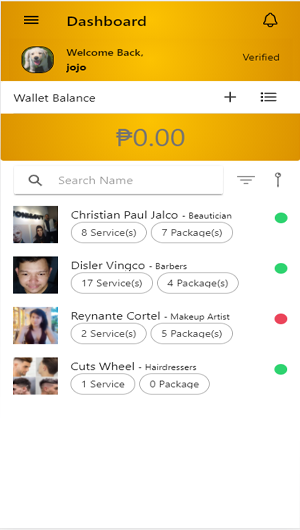 Dashboard
Welcome Back,
jojo
Verified
Wallet Balance
₱0.00
Search Name
Christian Paul Jalco - Beautician
8 Service(s) 7 Package(s)
Disler Vingco - Barbers
17 Service(s) 4 Package(s)
Reynante Cortel - Makeup Artist
2 Service(s) 5 Package(s)
Cuts Wheel - Hairdressers
1 Service 0 Package